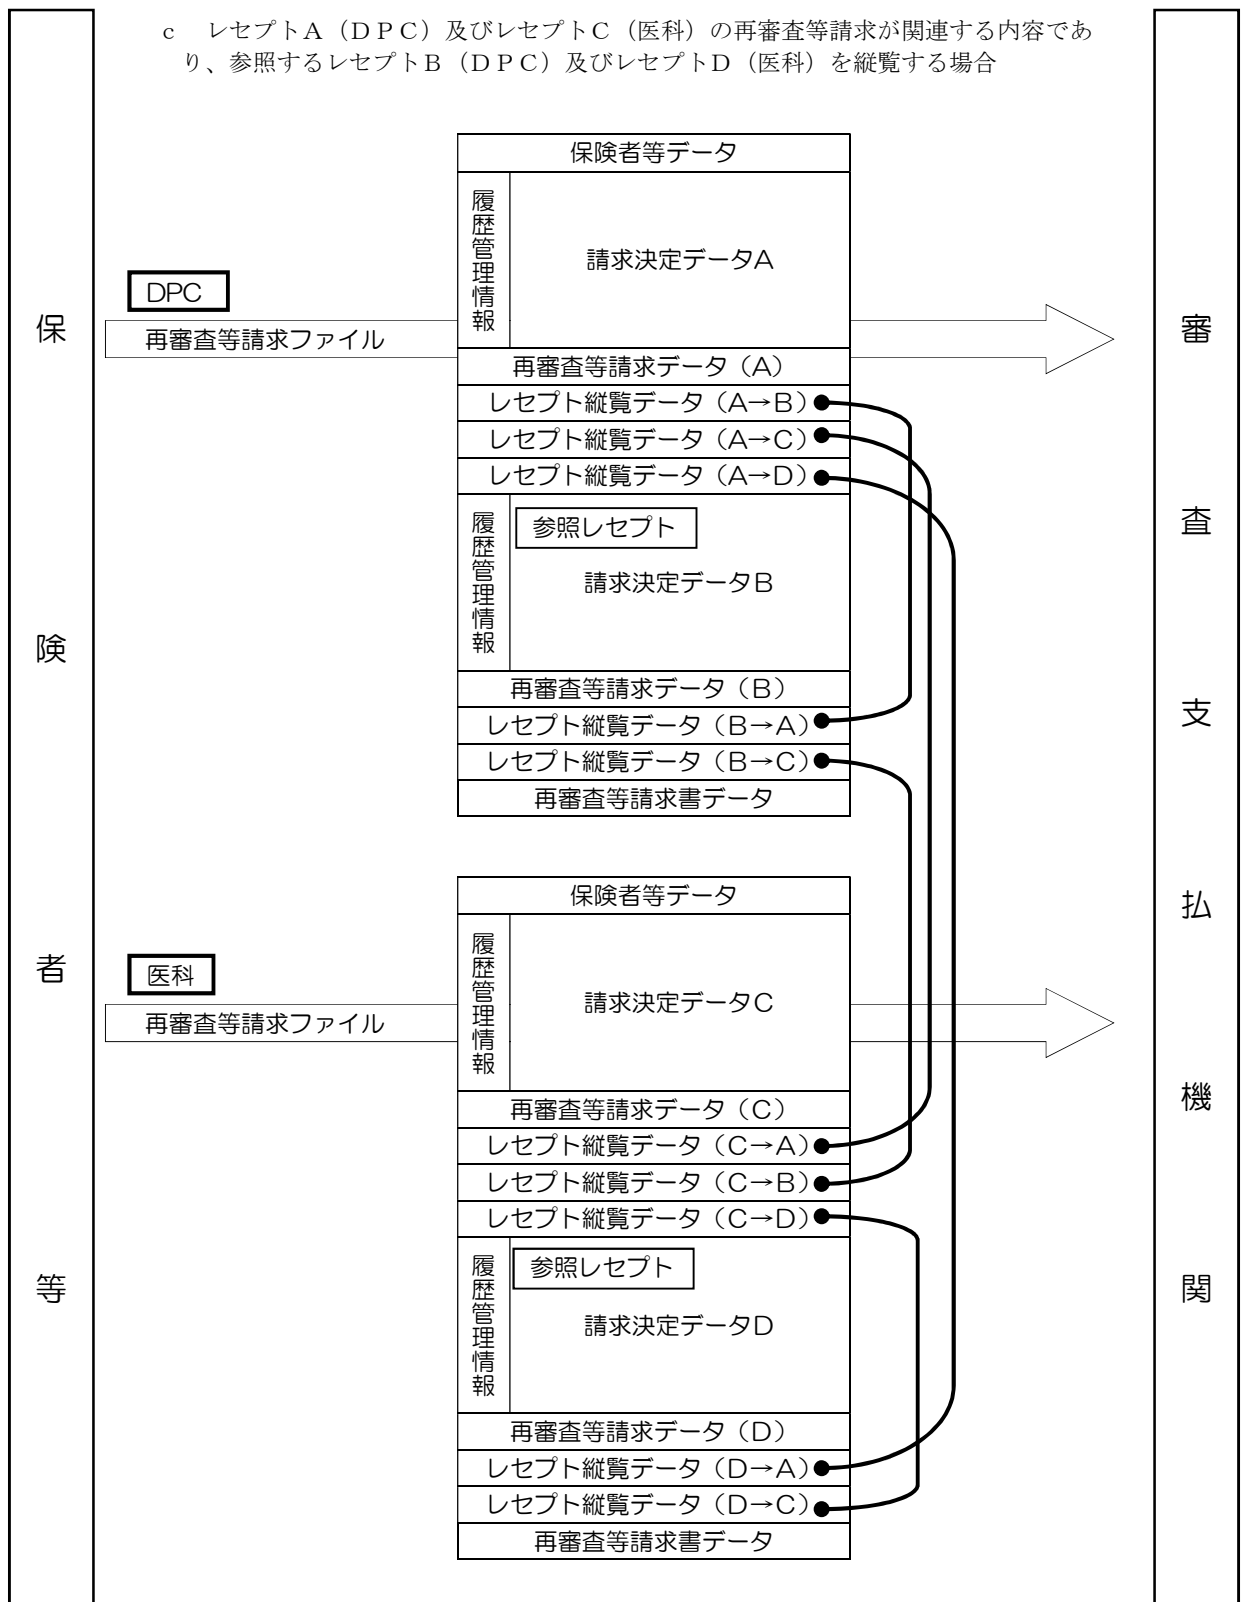 c　レセプトA（DPC）及びレセプトC（医科）の再審査等請求が関連する内容であ
り、参照するレセプトB（DPC）及びレセプトD（医科）を縦覧する場合
保険者等
DPC
再審査等請求ファイル
保険者等データ
履歴管理情報
請求決定データA
再審査等請求データ（A）
レセプト縦覧データ（A→B）
レセプト縦覧データ（A→C）
レセプト縦覧データ（A→D）
履歴管理情報
参照レセプト
請求決定データB
再審査等請求データ（B）
レセプト縦覧データ（B→A）
レセプト縦覧データ（B→C）
再審査等請求書データ
医科
再審査等請求ファイル
保険者等データ
履歴管理情報
請求決定データC
再審査等請求データ（C）
レセプト縦覧データ（C→A）
レセプト縦覧データ（C→B）
レセプト縦覧データ（C→D）
履歴管理情報
参照レセプト
請求決定データD
再審査等請求データ（D）
レセプト縦覧データ（D→A）
レセプト縦覧データ（D→C）
再審査等請求書データ
審査支払機関